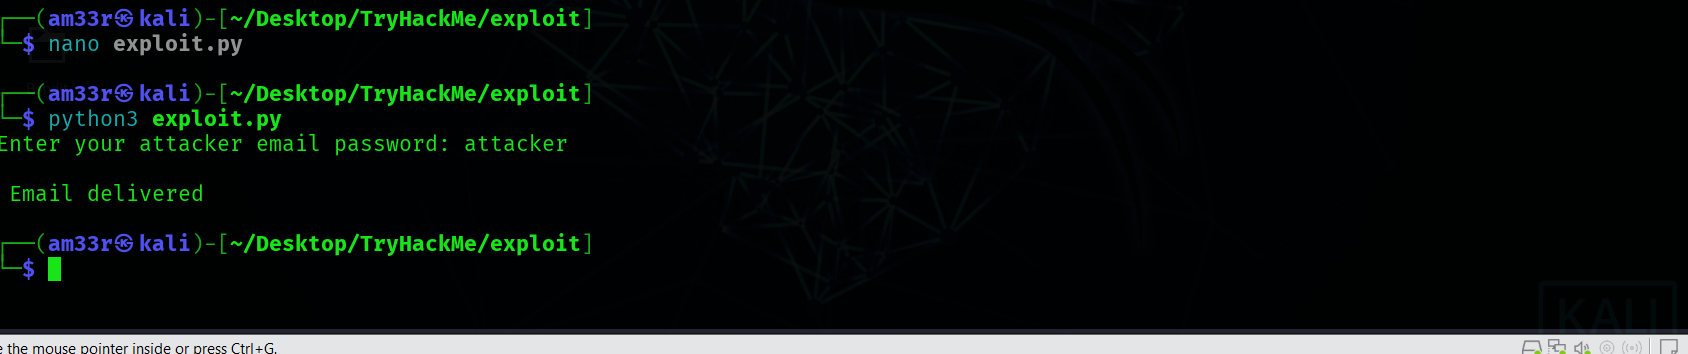 ┌──(am33r㉿kali)-[~/Desktop/TryHackMe/exploit]
└─$ nano exploit.py
┌──(am33r㉿kali)-[~/Desktop/TryHackMe/exploit]
└─$ python3 exploit.py
Enter your attacker email password: attacker
Email delivered
┌──(am33r㉿kali)-[~/Desktop/TryHackMe/exploit]
└─$
KALI
e the mouse pointer inside or press Ctrl+G.